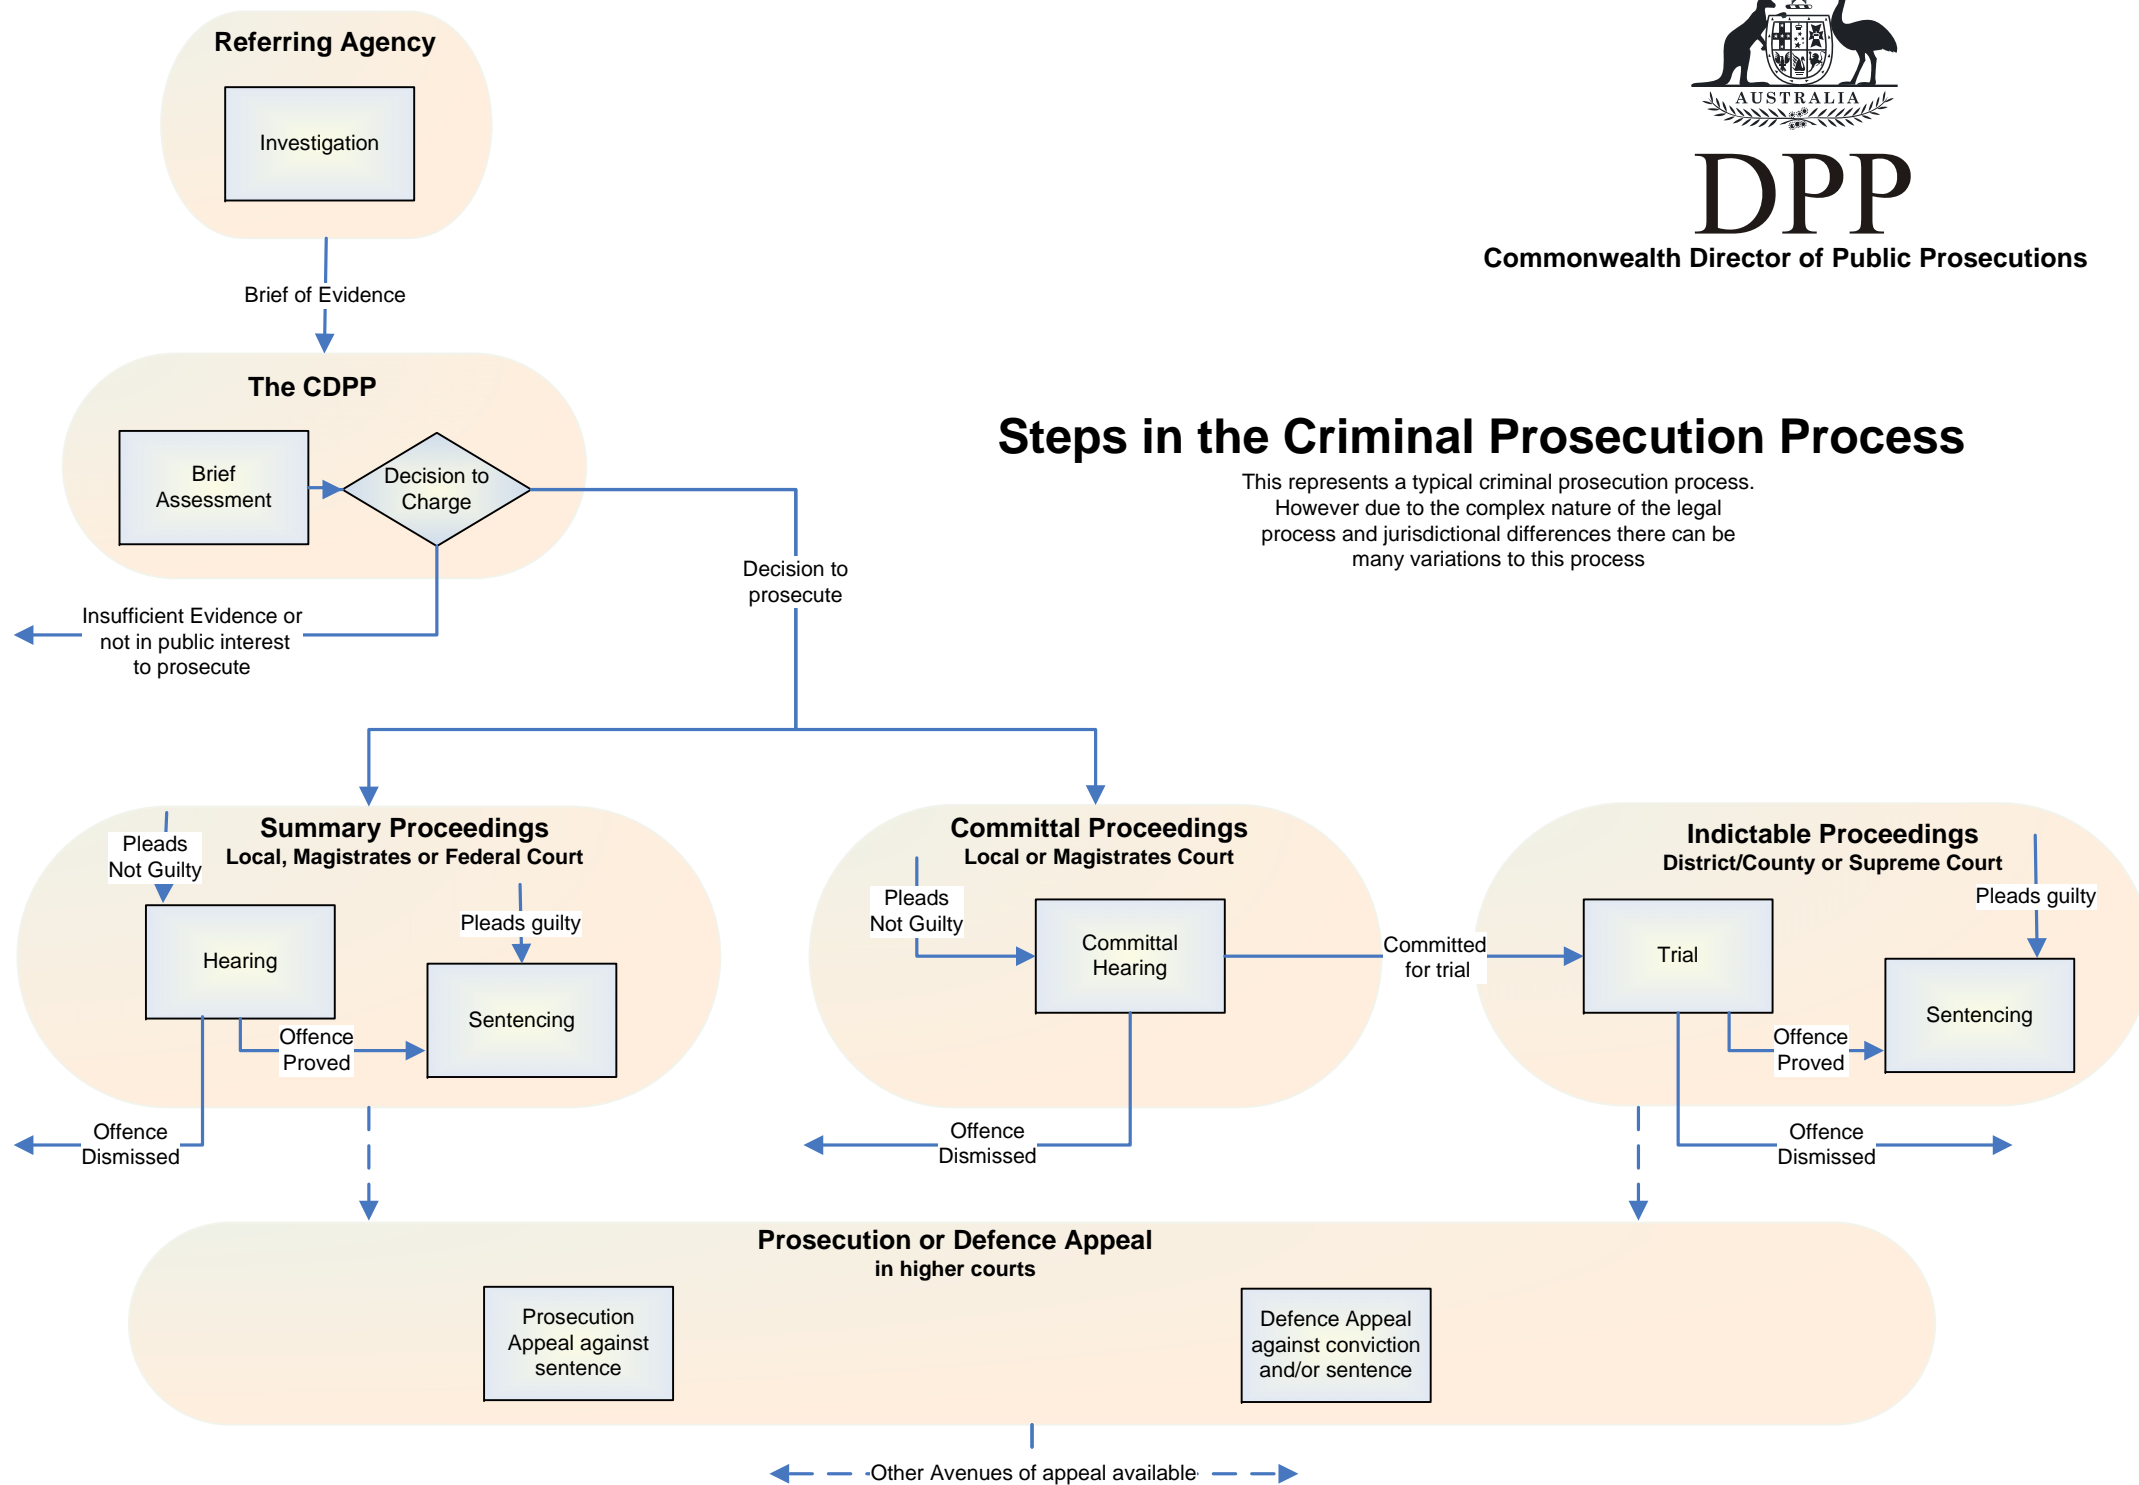 Referring Agency
Investigation
AUSTRALIA
DPP
Commonwealth Director of Public Prosecutions
Brief of Evidence
The CDPP
Brief
Assessment
Decision to
Charge
Steps in the Criminal Prosecution Process
This represents a typical criminal prosecution process.
However due to the complex nature of the legal
process and jurisdictional differences there can be
many variations to this process
Decision to
prosecute
Insufficient Evidence or
not in public interest
to prosecute
Summary Proceedings
Local, Magistrates or Federal Court
Pleads
Not Guilty
Pleads guilty
Hearing
Sentencing
Offence
Proved
Offence
Dismissed
Committal Proceedings
Local or Magistrates Court
Pleads
Not Guilty
Committal
Hearing
Committed
for trial
Offence
Dismissed
Indictable Proceedings
District/County or Supreme Court
Pleads guilty
Trial
Sentencing
Offence
Proved
Offence
Dismissed
Prosecution or Defence Appeal
in higher courts
Prosecution
Appeal against
sentence
Defence Appeal
against conviction
and/or sentence
Other Avenues of appeal available